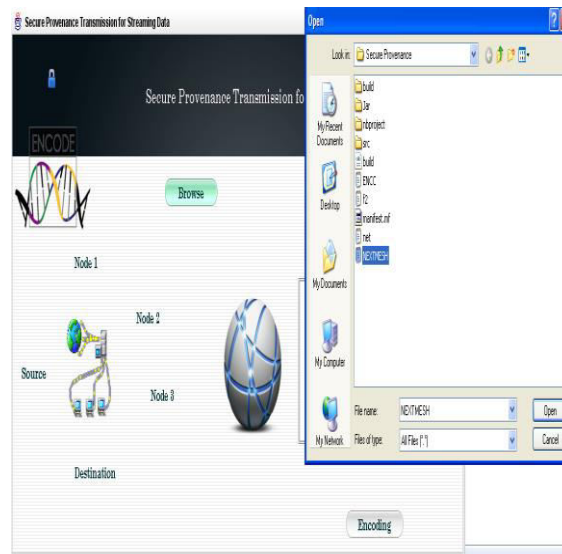 Secure Provenance Transmission for Streaming Data
Secure Provenance Transmission fo
ENCODE
Browse
Node 1
Node 2
Source
Node 3
Destination
Encoding
Open
Look in:
Secure Provenance
My Recent
Documents
Desktop
My Documents
My Computer
My Network
build
Jar
nbproject
src
build
ENCC
f2
manifest.mf
net
NEXTMESH
File name:
NEXTMESH
Open
Files of type:
All Files (*.*)
Cancel